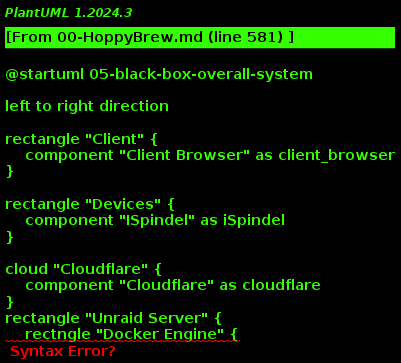 PlantUML 1.2024.3
[From 00-HoppyBrew.md (line 581) ]
@startuml 05-black-box-overall-system
left to right direction
rectangle "Client" {
component "Client Browser" as client_browser
}
rectangle "Devices" {
component "ISpindel" as iSpindel
}
cloud "Cloudflare" {
component "Cloudflare" as cloudflare
}
rectangle "Unraid Server" {
rectngle "Docker Engine" {
Syntax Error?